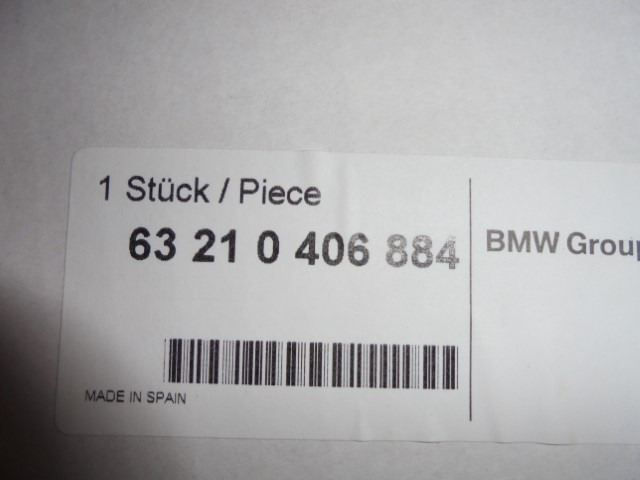 1 Stück / Piece
63 21 0 406 884
BMW Group
MADE IN SPAIN